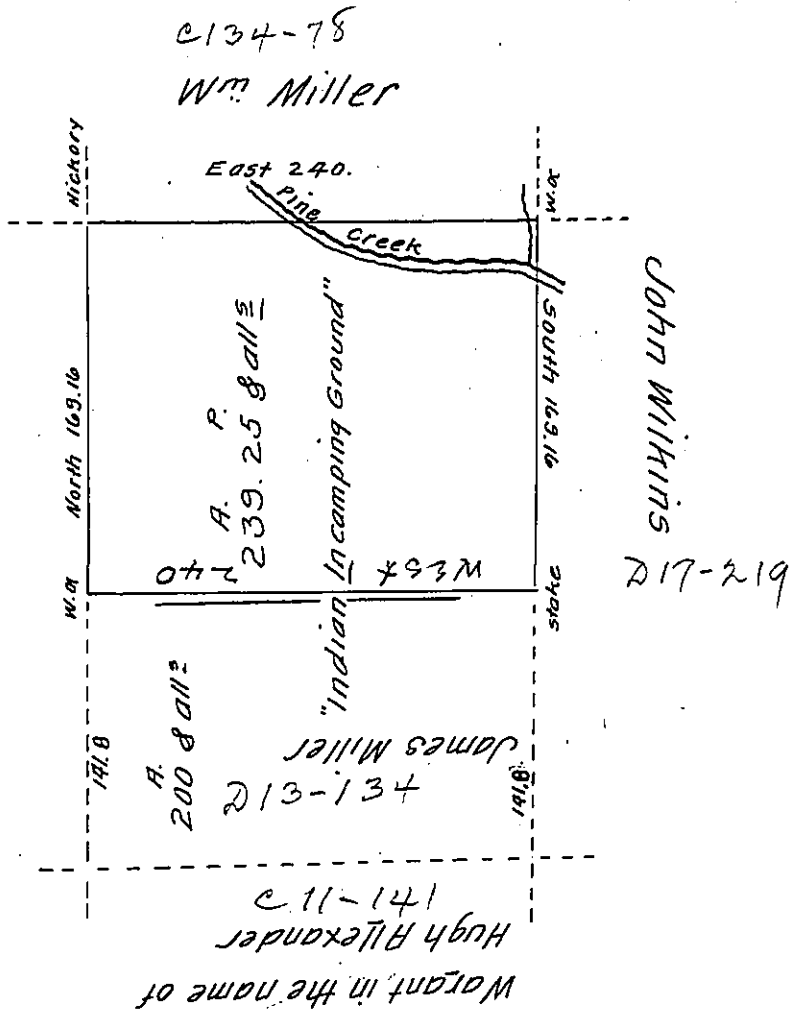 C134-78
Wm Miller
Hickory
East 240.
W.O.
Pine
Creek
North 169.16
South 169.16
John Wilkins
D17-219
A. P.
239. 25 & alls
"Indian Incamping Ground"
West 240
W.O.
Stake
141.8
A.
200 & alls
James Miller
D13-134
141.8
C11-141
Warant in the name of
Hugh Allexander